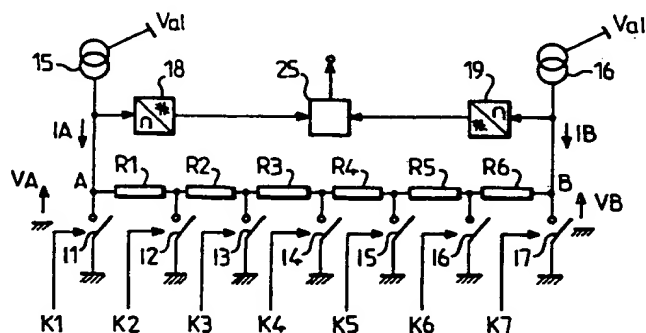 Val
Val
15
18
25
19
16
IA
IB
#
#
n
n
VA
A
R1
R2
R3
R4
R5
R6
B
VB
I1
I2
I3
I4
I5
I6
I7
K1
K2
K3
K4
K5
K6
K7